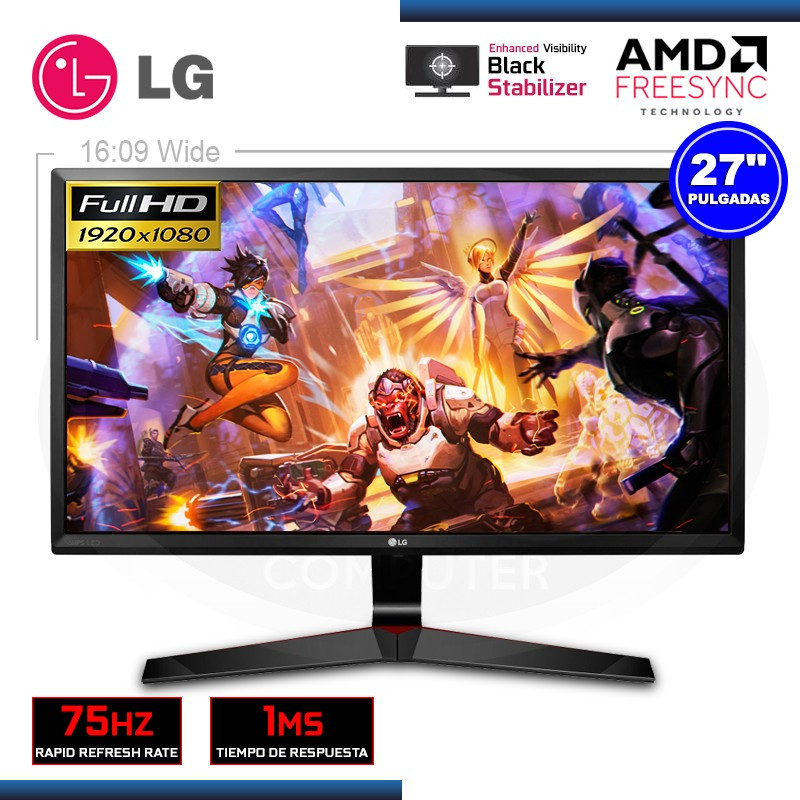 LG
Enhanced Visibility
Black
Stabilizer
AMD
FREESYNC
TECHNOLOGY
16:09 Wide
27"
PULGADAS
Full HD
1920x1080
LG
COMPUTER
75HZ
RAPID REFRESH RATE
1MS
TIEMPO DE RESPUESTA